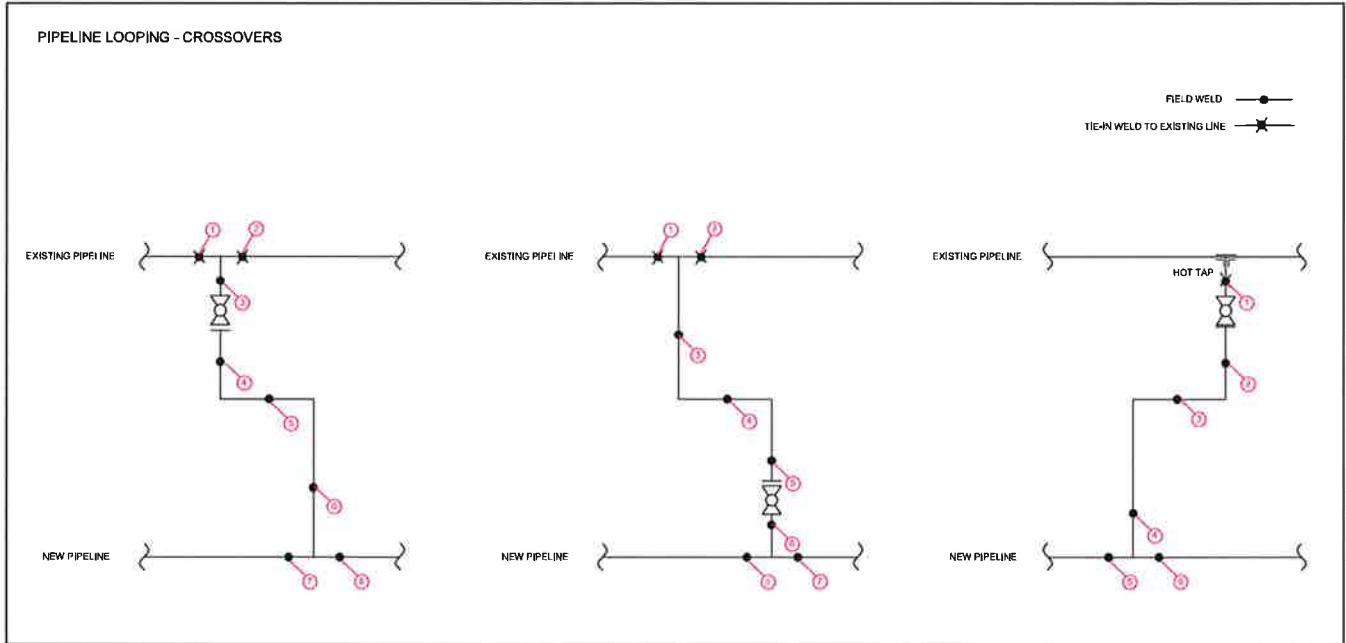 PIPELINE LOOPING - CROSSOVERS
FIELD WELD
TIE-IN WELD TO EXISTING LINE
EXISTING PIPELINE
1
2
3
4
5
6
7
8
NEW PIPELINE
EXISTING PIPELINE
1
2
3
4
5
6
7
NEW PIPELINE
EXISTING PIPELINE
HOT TAP
1
2
3
4
5
6
NEW PIPELINE